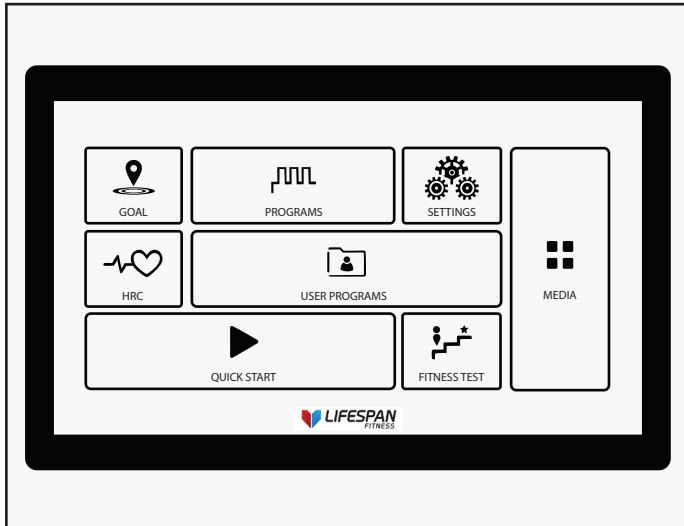 GOAL
PROGRAMS
SETTINGS
HRC
USER PROGRAMS
MEDIA
QUICK START
FITNESS TEST
LIFESPAN
FITNESS